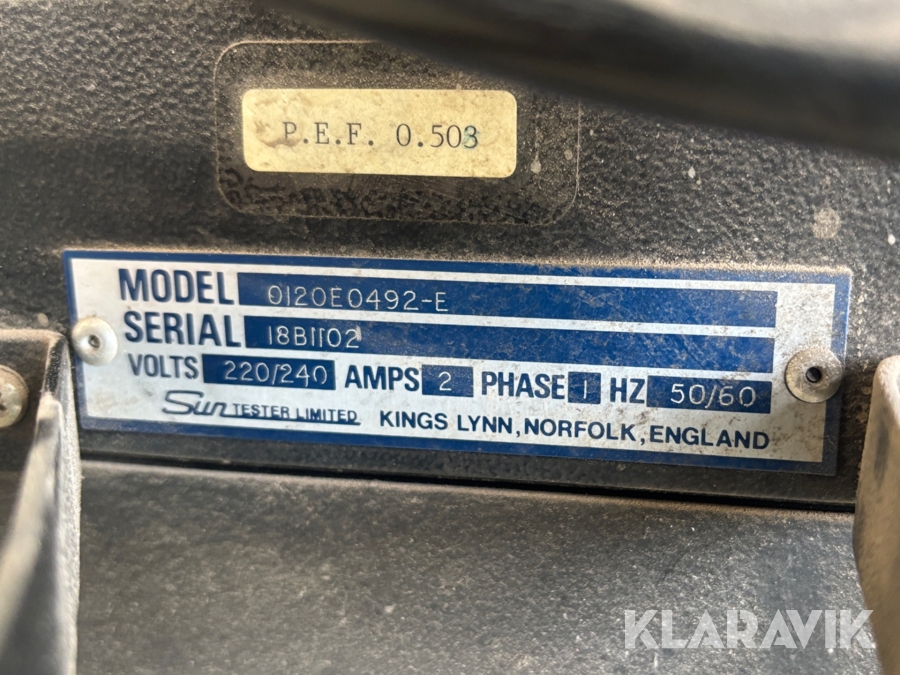 P.E.F. 0.503
MODEL 0120E0492-E
SERIAL 18B1102
VOLTS 220/240 AMPS 2 PHASE 1 HZ 50/60
Sun TESTER LIMITED KINGS LYNN, NORFOLK, ENGLAND
KLARAVIK